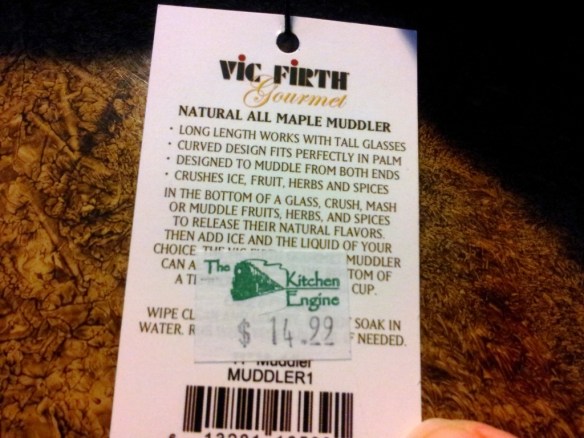 VIC FIRTH
Gourmet
NATURAL ALL MAPLE MUDDLER
• LONG LENGTH WORKS WITH TALL GLASSES
• CURVED DESIGN FITS PERFECTLY IN PALM
• DESIGNED TO MUDDLE FROM BOTH ENDS
• CRUSHES ICE, FRUIT, HERBS AND SPICES
IN THE BOTTOM OF A GLASS, CRUSH, MASH
OR MUDDLE FRUITS, HERBS, AND SPICES
TO RELEASE THEIR NATURAL FLAVORS.
THEN ADD ICE AND THE LIQUID OF YOUR
CHOICE. THE VIC MUDDLER
CAN A TOM OF
A CUP.
The
Kitchen
Engine
$ 14.99
WIPE CL SOAK IN
WATER. R F NEEDED.
Muddler
MUDDLER1